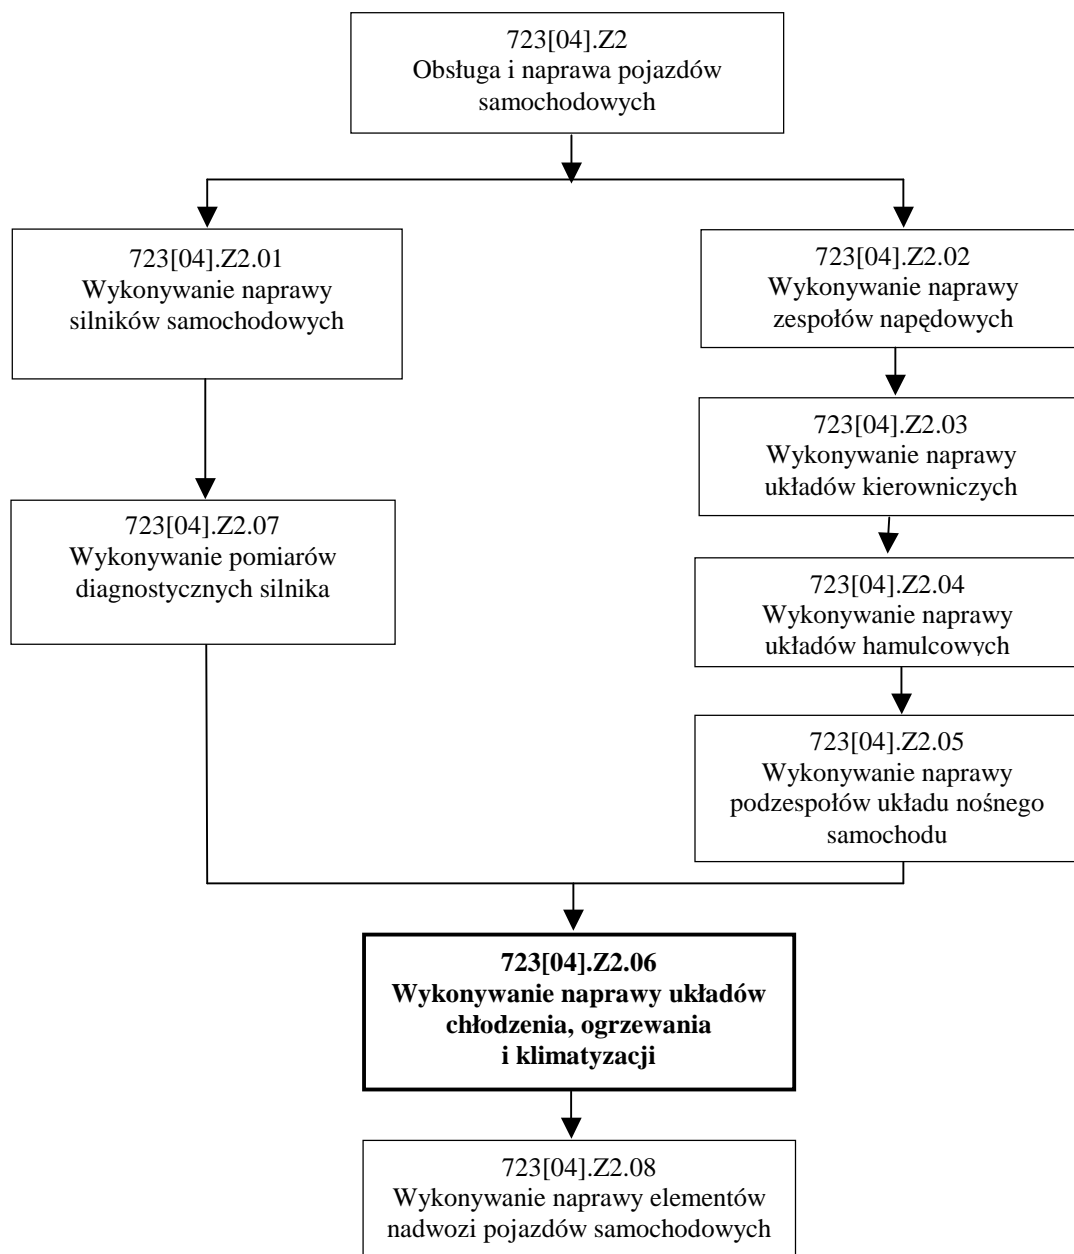 723[04].Z2
Obsługa i naprawa pojazdów
samochodowych
723[04].Z2.01
Wykonywanie naprawy
silników samochodowych
723[04].Z2.02
Wykonywanie naprawy
zespołów napędowych
723[04].Z2.03
Wykonywanie naprawy
układów kierowniczych
723[04].Z2.07
Wykonywanie pomiarów
diagnostycznych silnika
723[04].Z2.04
Wykonywanie naprawy
układów hamulcowych
723[04].Z2.05
Wykonywanie naprawy
podzespołów układu nośnego
samochodu
723[04].Z2.06
Wykonywanie naprawy układów
chłodzenia, ogrzewania
i klimatyzacji
723[04].Z2.08
Wykonywanie naprawy elementów
nadwozi pojazdów samochodowych